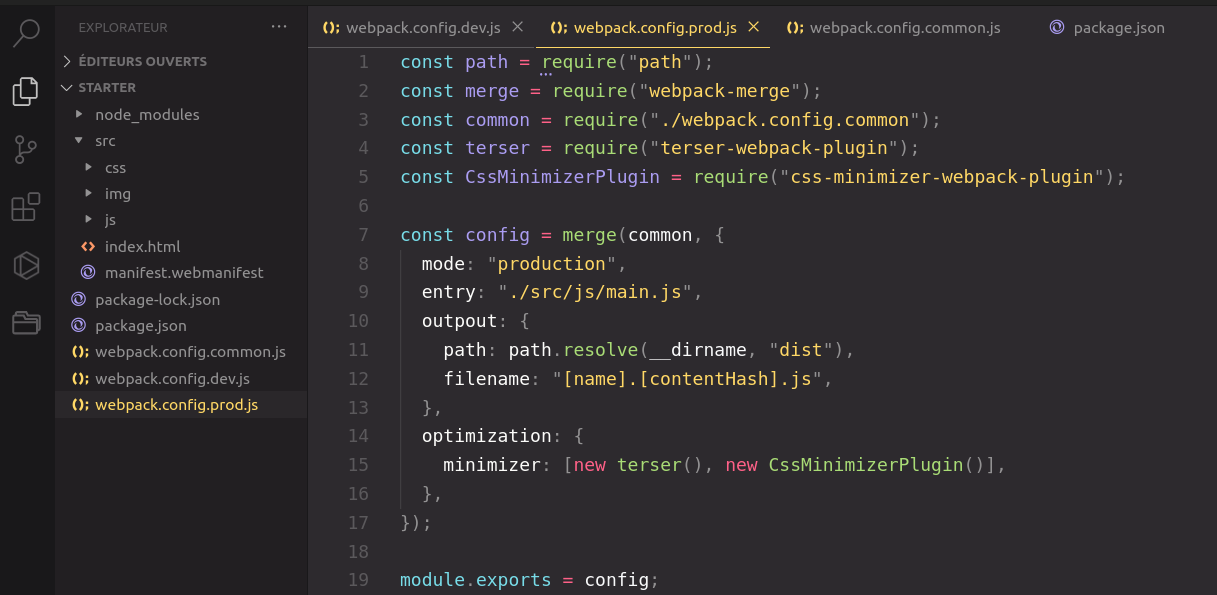 EXPLORATEUR ···
ÉDITEURS OUVERTS
STARTER
node_modules
src
css
img
js
index.html
manifest.webmanifest
package-lock.json
package.json
webpack.config.common.js
webpack.config.dev.js
webpack.config.prod.js
webpack.config.dev.js webpack.config.prod.js webpack.config.common.js package.json
1 const path = require("path");
2 const merge = require("webpack-merge");
3 const common = require("./webpack.config.common");
4 const terser = require("terser-webpack-plugin");
5 const CssMinimizerPlugin = require("css-minimizer-webpack-plugin");
6
7 const config = merge(common, {
8   mode: "production",
9   entry: "./src/js/main.js",
10   outpout: {
11     path: path.resolve(__dirname, "dist"),
12     filename: "[name].[contentHash].js",
13   },
14   optimization: {
15     minimizer: [new terser(), new CssMinimizerPlugin()],
16   },
17 });
18
19 module.exports = config;